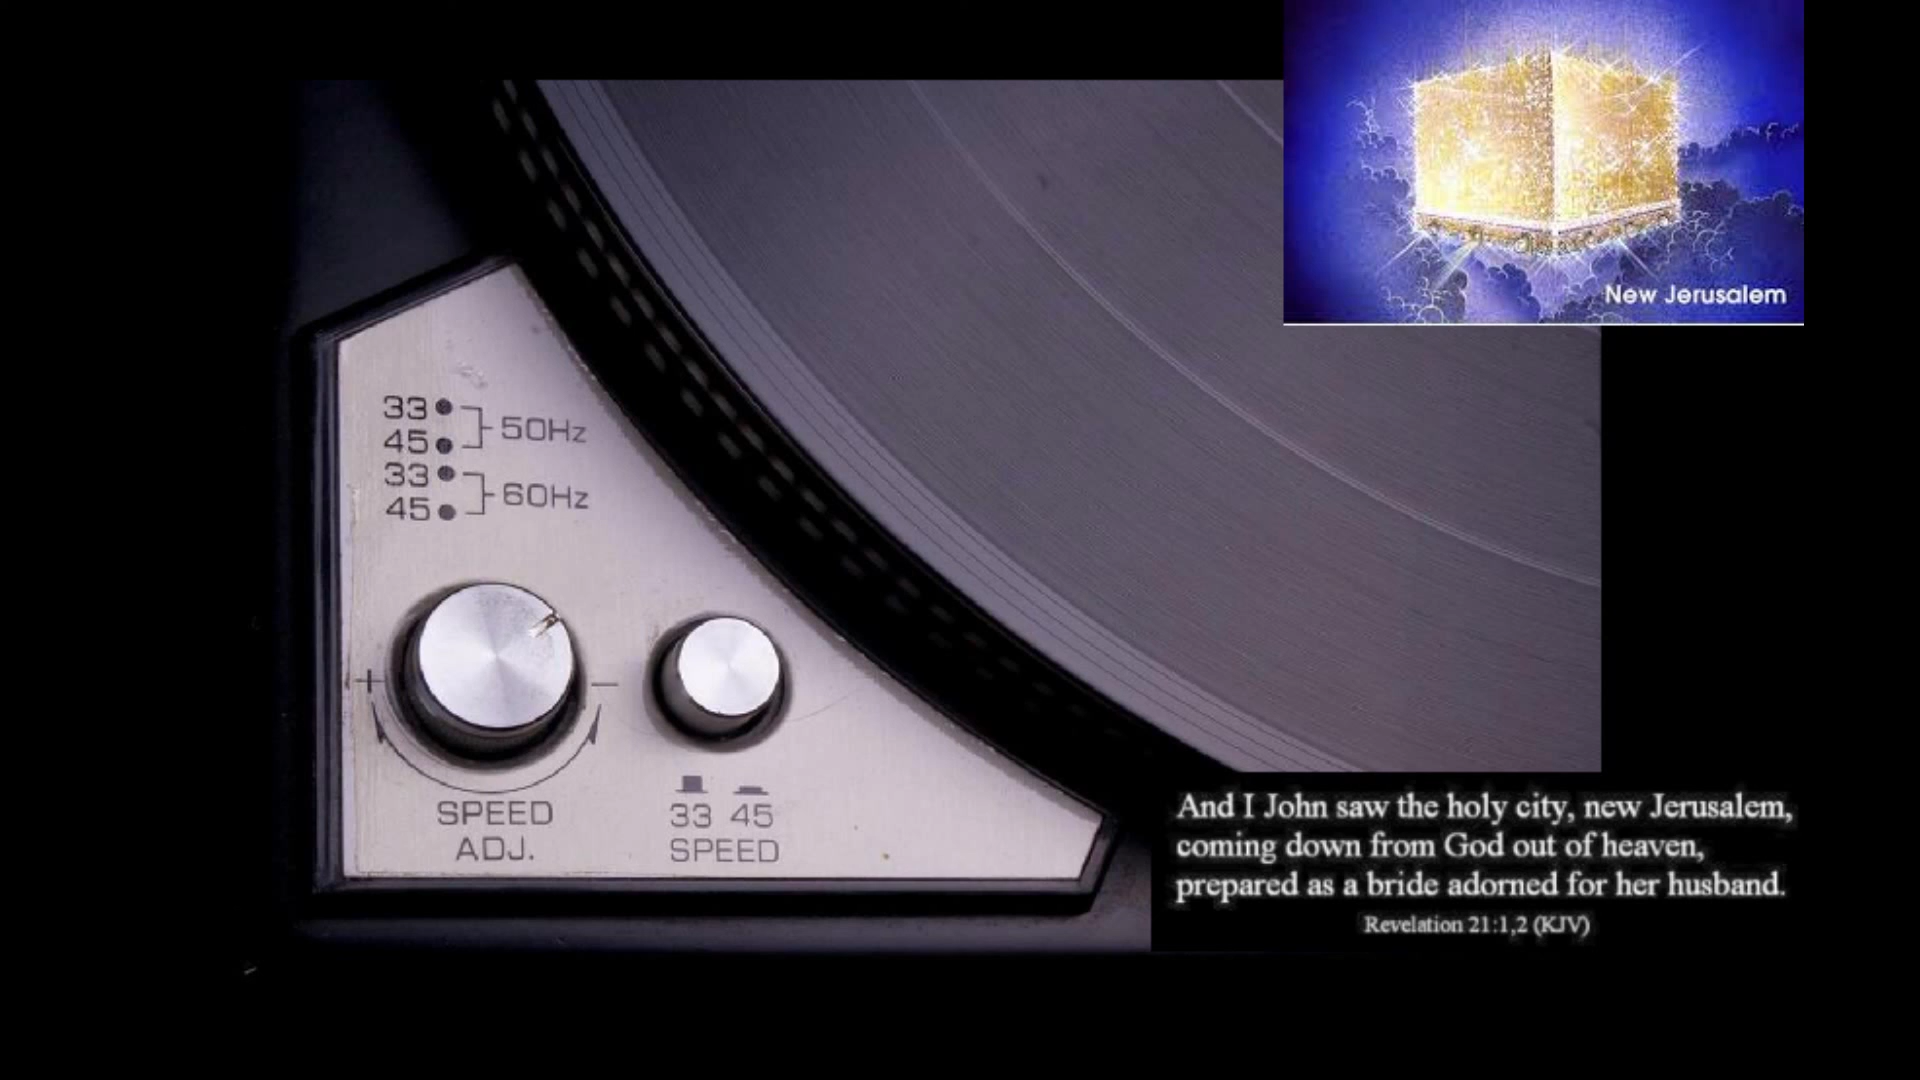 New Jerusalem
33
45
50Hz
33
45
60Hz
+
−
SPEED
ADJ.
33 45
SPEED
And I John saw the holy city, new Jerusalem,
coming down from God out of heaven,
prepared as a bride adorned for her husband.
Revelation 21:1,2 (KJV)